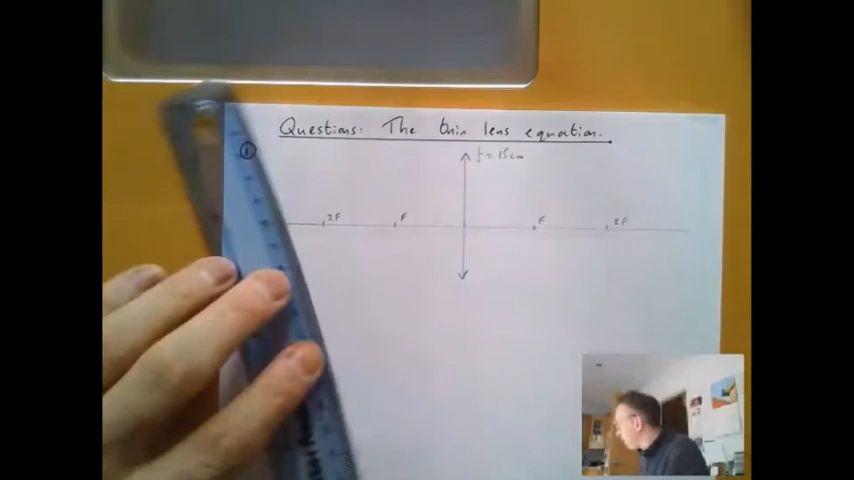 Questions: The thin lens equation.
①
f = 15cm
2F F F 2F